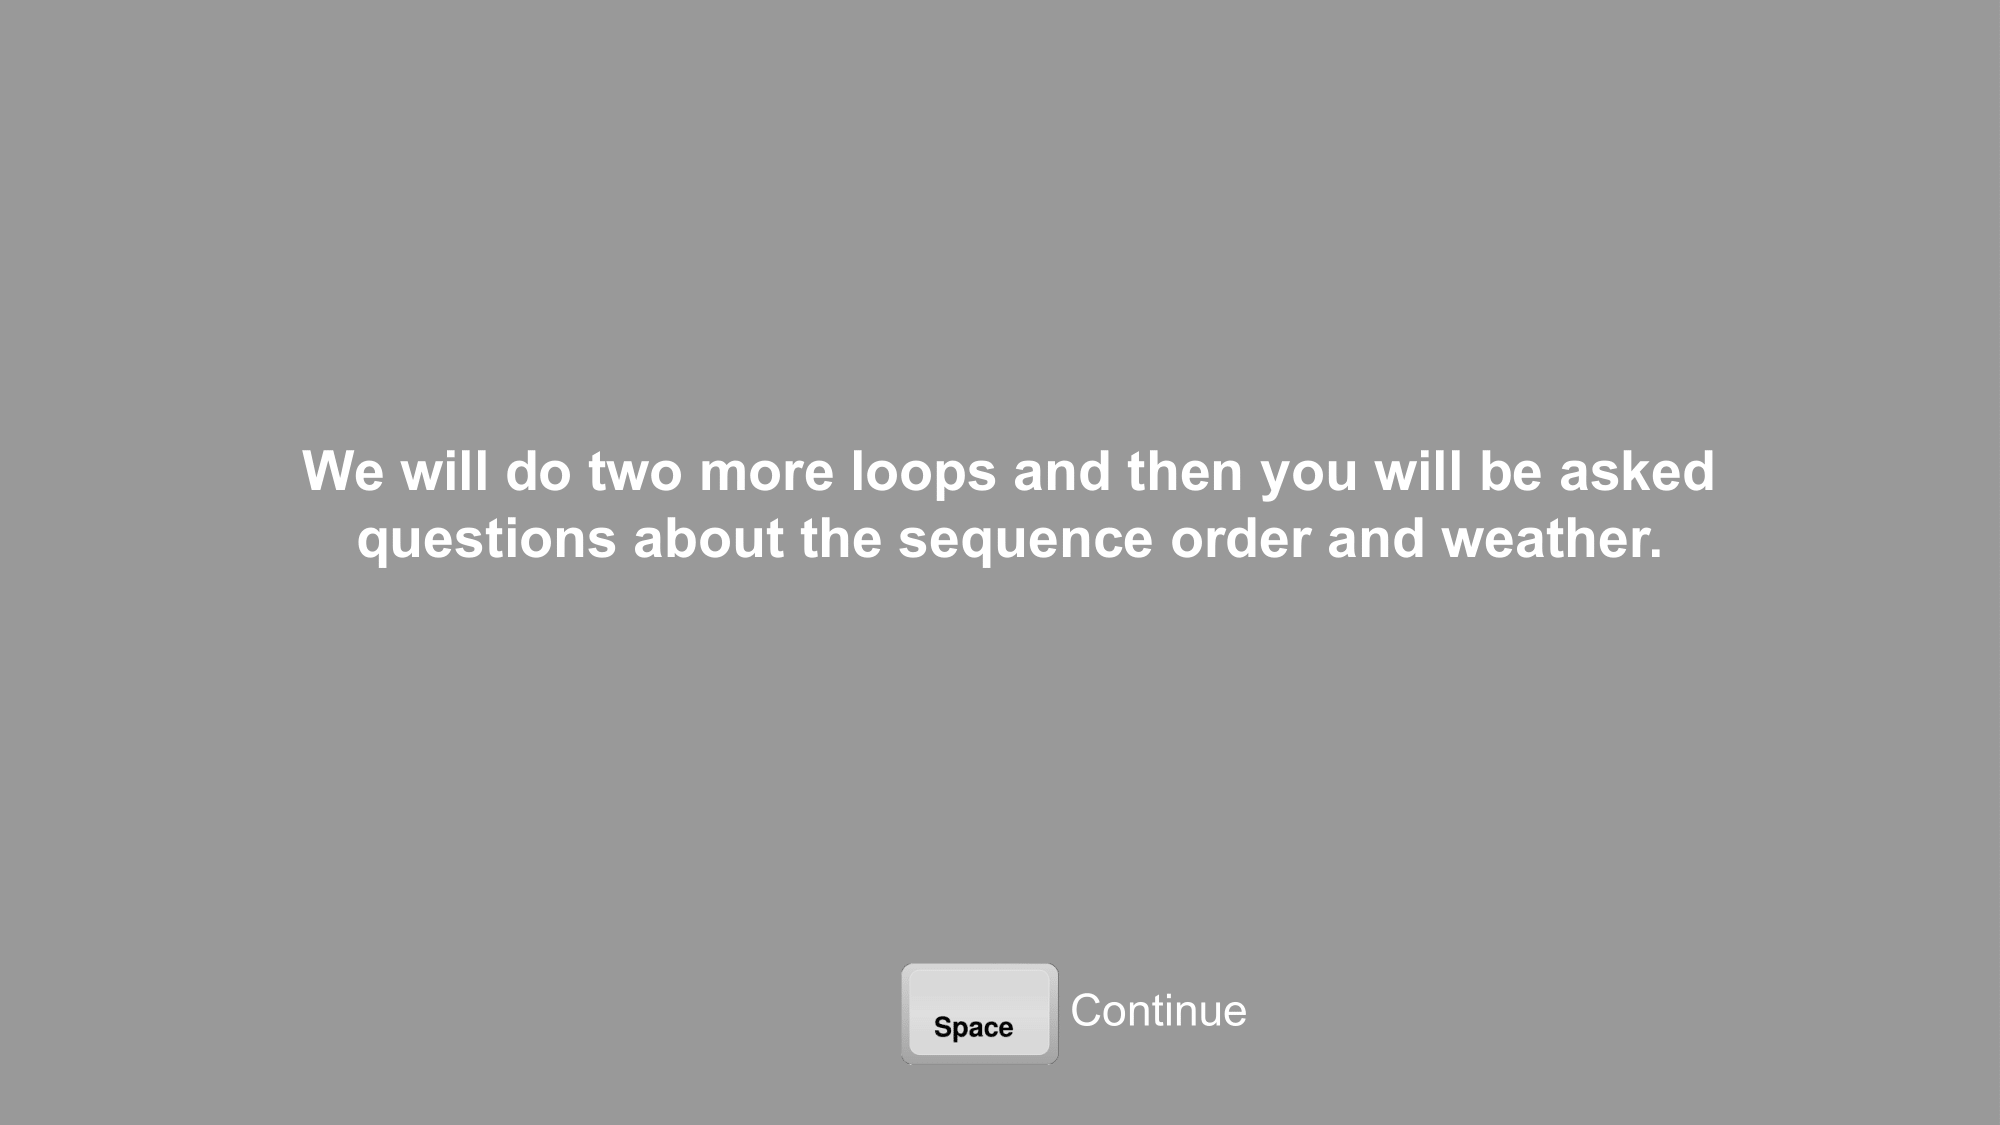 We will do two more loops and then you will be asked
questions about the sequence order and weather.
Space
Continue